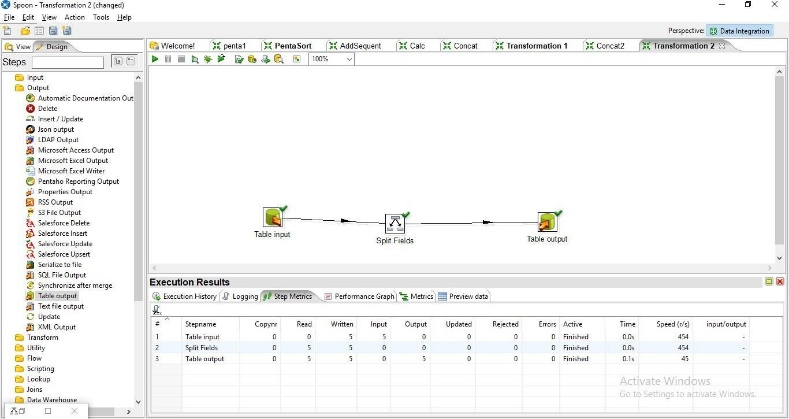 Spoon - Transformation 2 (changed)
File Edit View Action Tools Help
Perspective: Data Integration
View Design
Welcome! penta1 PentaSort AddSequent Calc Concat Transformation 1 Concat2 Transformation 2
Steps
100%
Input
Output
Automatic Documentation Out
Delete
Insert / Update
Json output
LDAP Output
Microsoft Access Output
Microsoft Excel Output
Microsoft Excel Writer
Pentaho Reporting Output
Properties Output
RSS Output
S3 File Output
Salesforce Delete
Salesforce Insert
Salesforce Update
Salesforce Upsert
Serialize to file
SQL File Output
Synchronize after merge
Table output
Text file output
Update
XML Output
Transform
Utility
Flow
Scripting
Lookup
Joins
Data Warehouse
Table input
Split Fields
Table output
Execution Results
Execution History Logging Step Metrics Performance Graph Metrics Preview data
# Stepname Copynr Read Written Input Output Updated Rejected Errors Active Time Speed (r/s) input/output
1 Table input 0 0 5 5 0 0 0 0 Finished 0.0s 454 -
2 Split Fields 0 5 5 0 0 0 0 0 Finished 0.0s 454 -
3 Table output 0 5 5 0 5 0 0 0 Finished 0.1s 45 -
Activate Windows
Go to Settings to activate Windows.